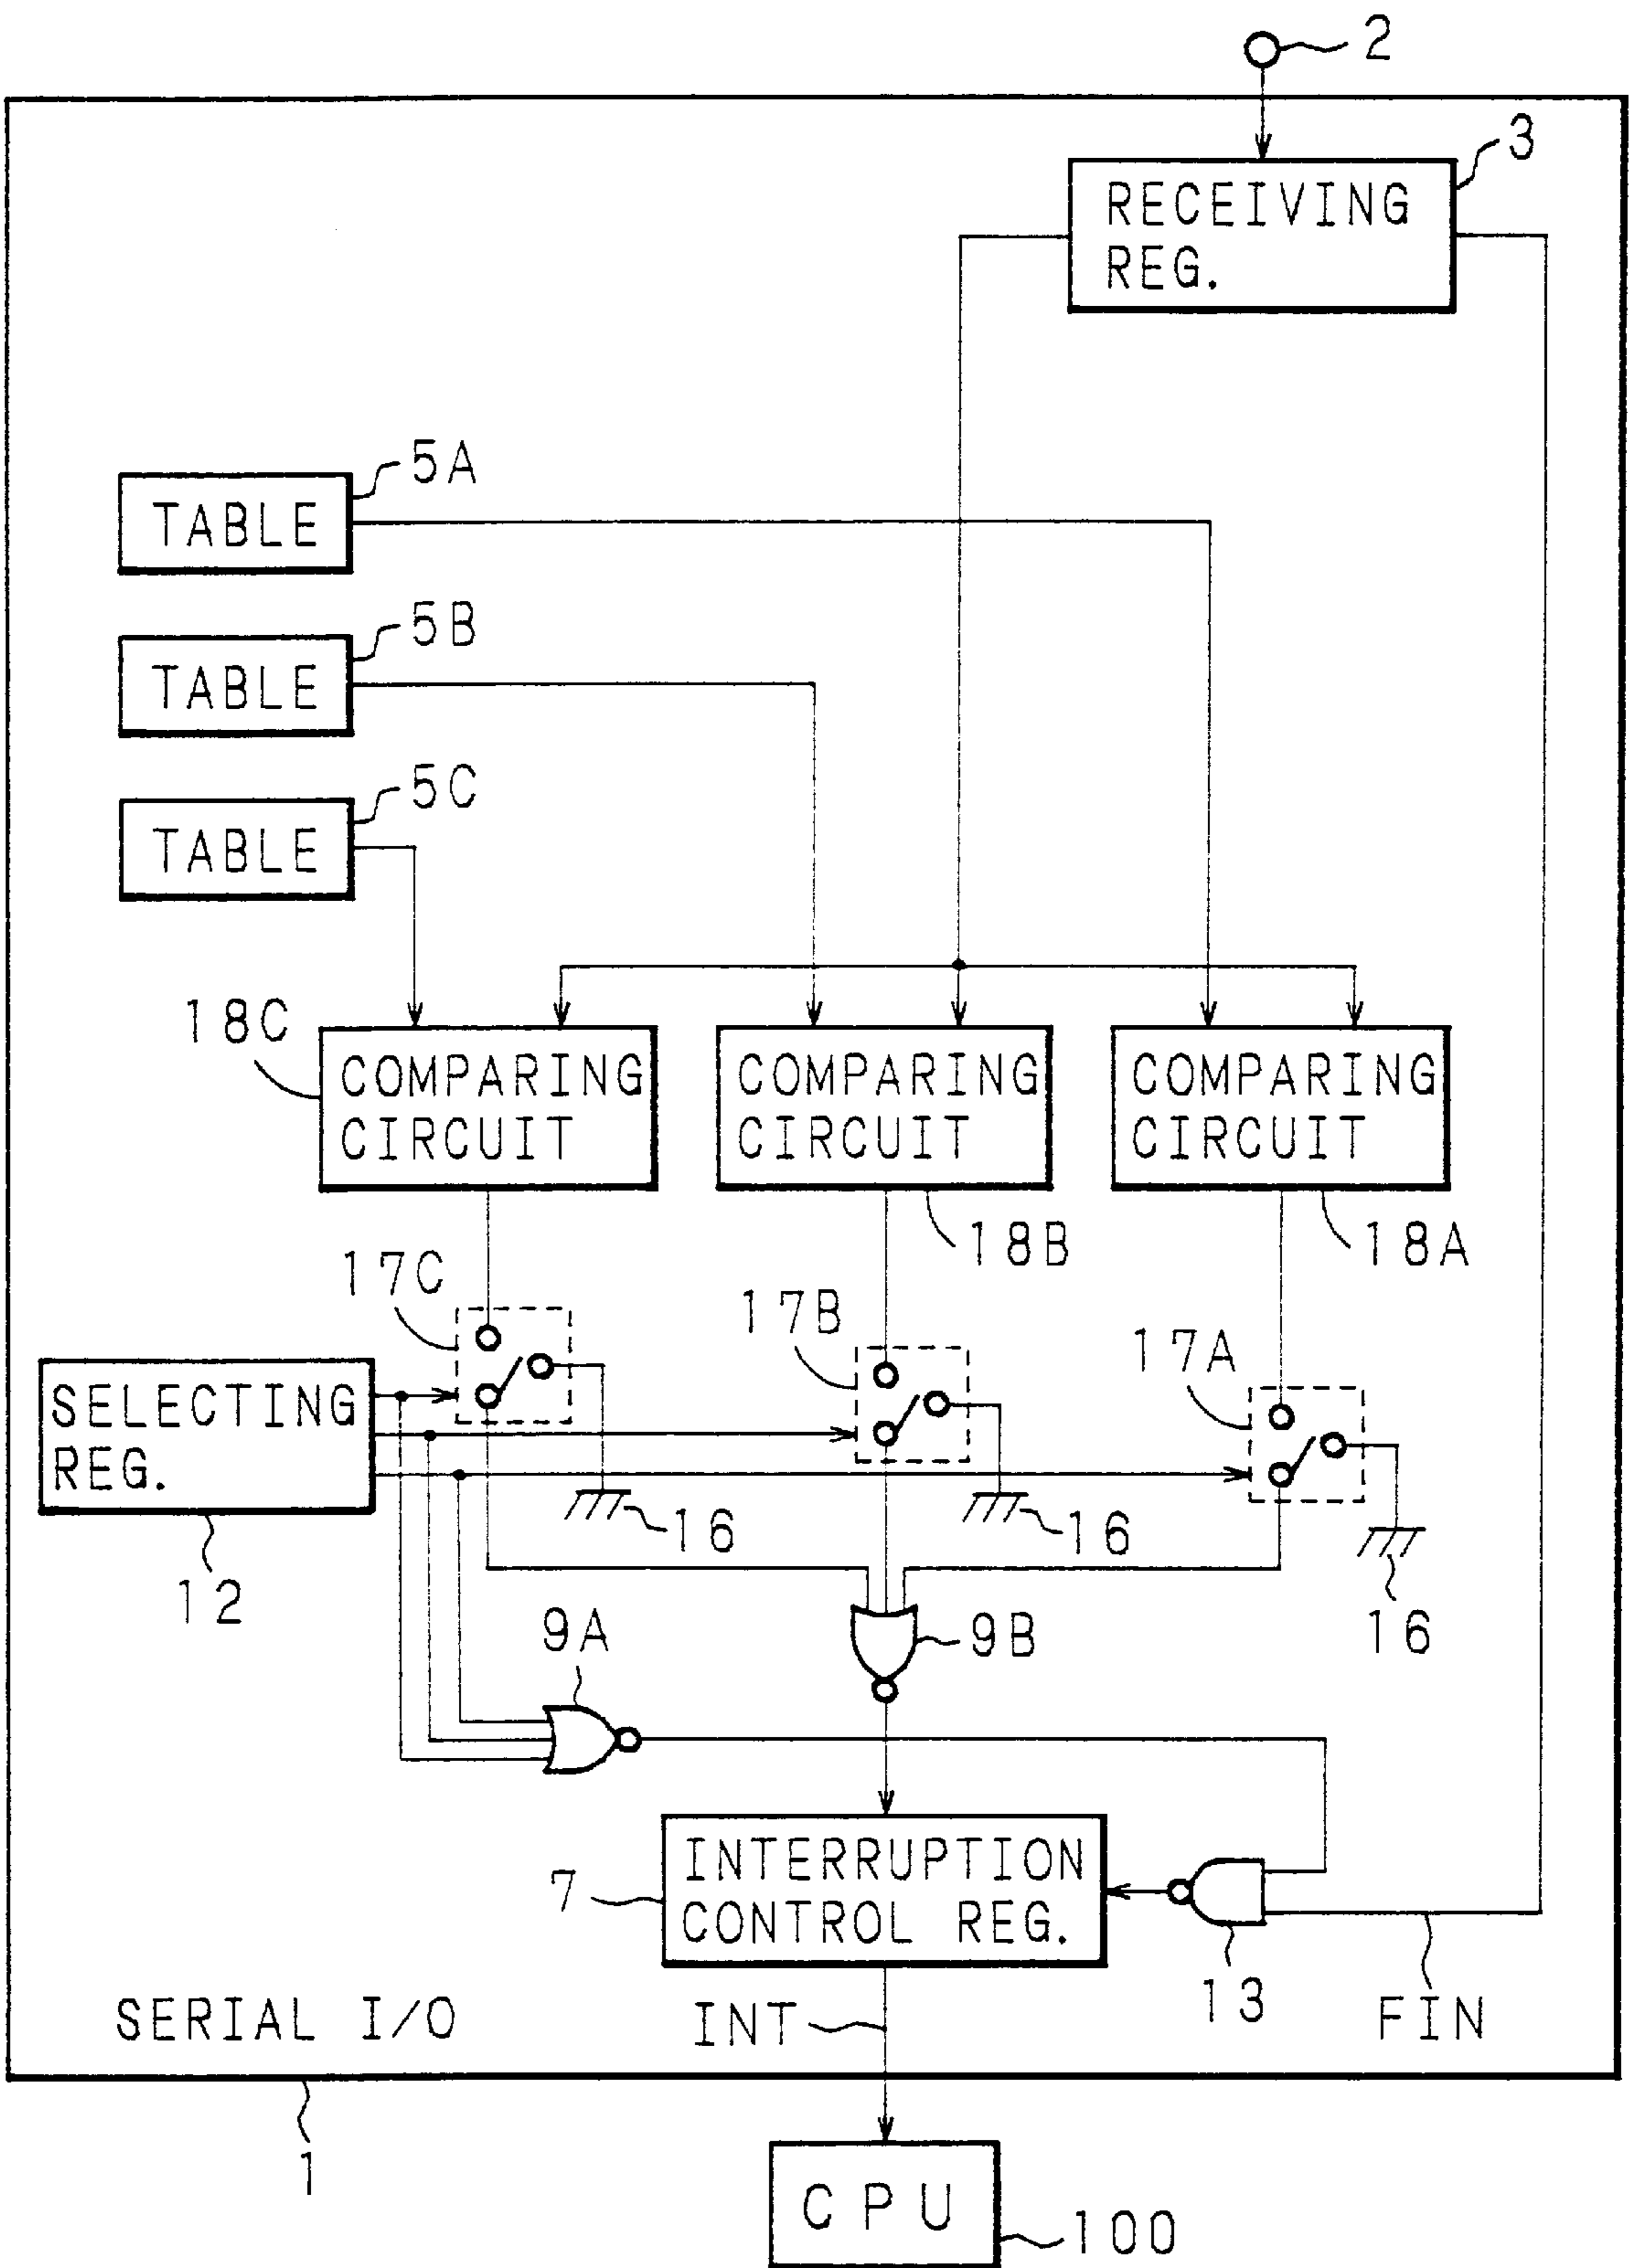 2
3
RECEIVING
REG.
5A
TABLE
5B
TABLE
5C
TABLE
18C
COMPARING
CIRCUIT
COMPARING
CIRCUIT
COMPARING
CIRCUIT
18B
18A
17C
17B
17A
SELECTING
REG.
16
16
16
12
9A
9B
7
INTERRUPTION
CONTROL REG.
13
FIN
SERIAL I/O
INT
1
CPU
100